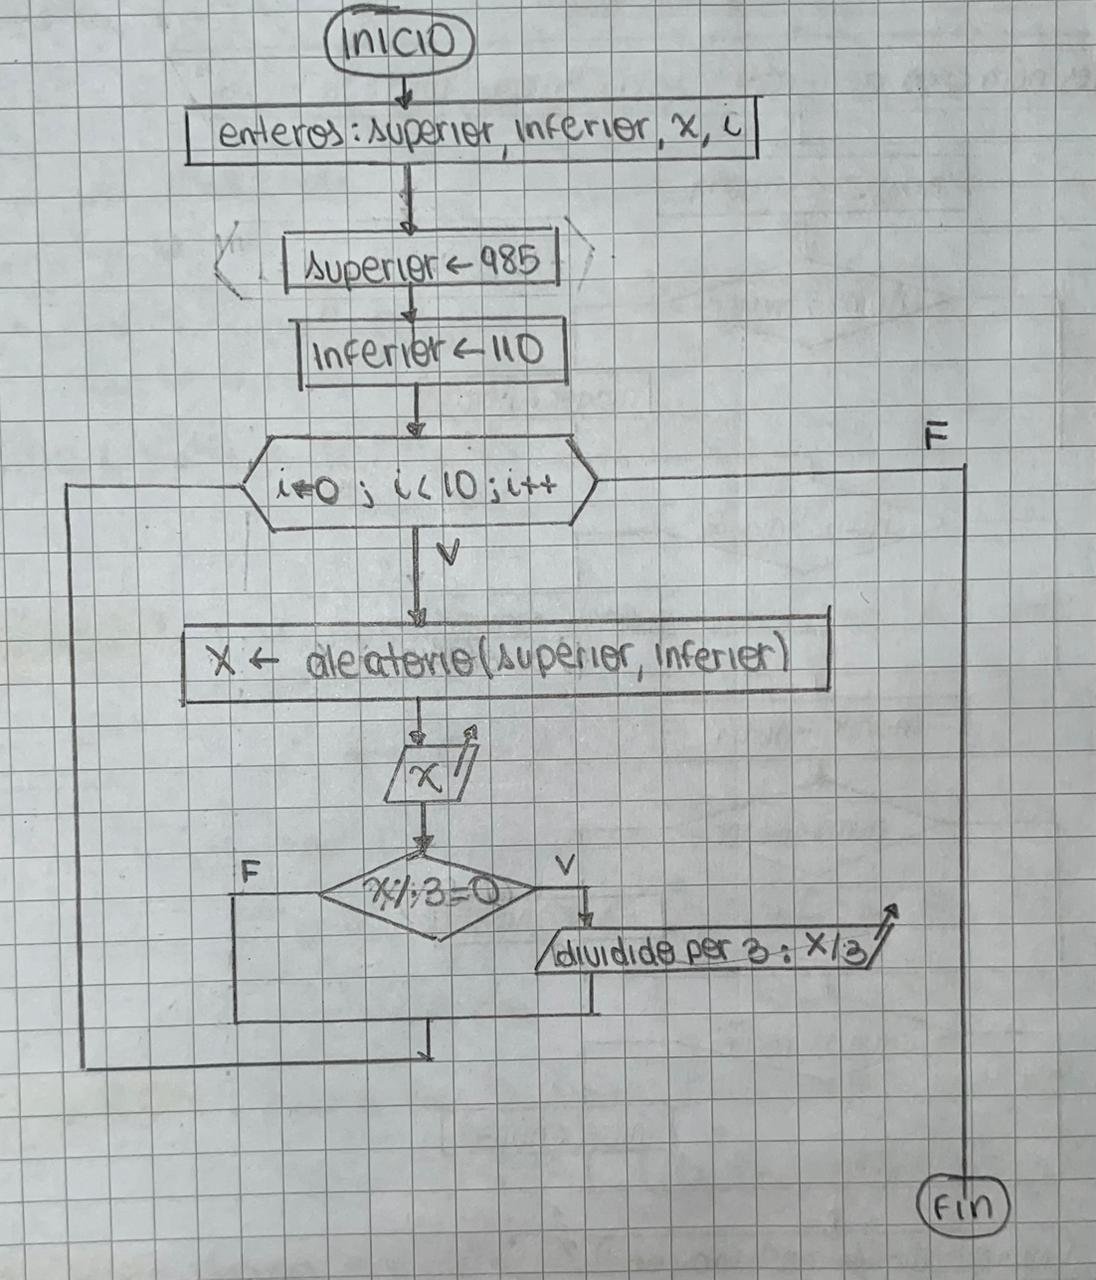 INICIO
enteros: superior, inferior, x, i
superior ← 985
inferior ← 110
F
i←0 ; i<10 ; i++
V
X ← aleatorio(superior, inferior)
x
F
V
x%3=0
dividido por 3 : X/3
Fin